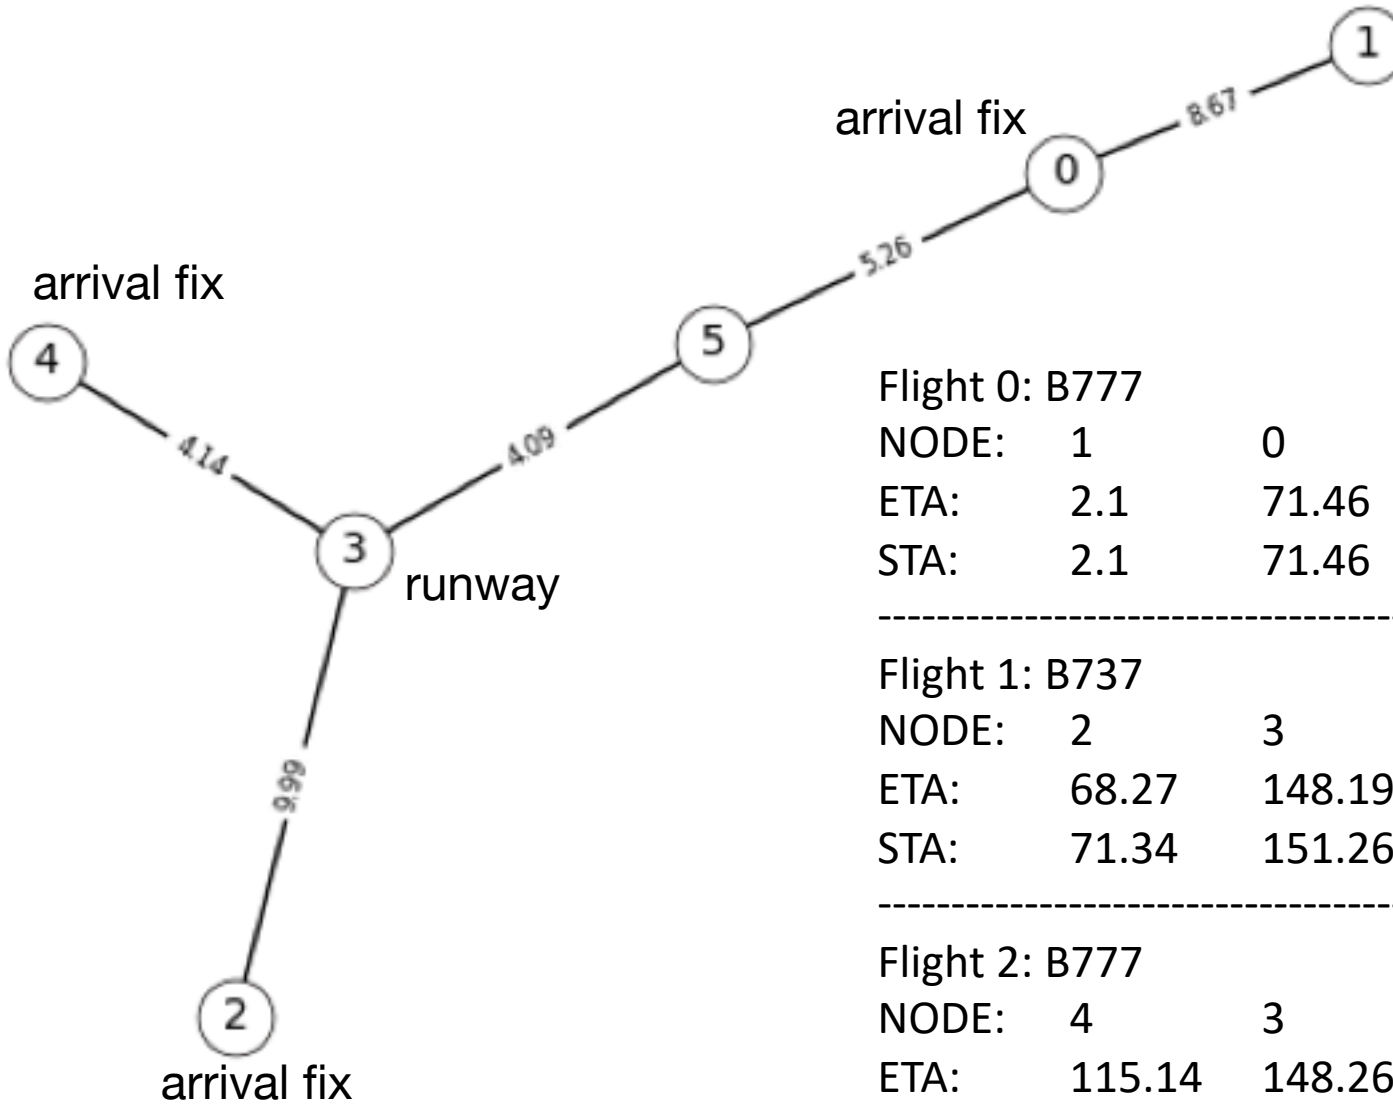 1
8.67
arrival fix
0
5.26
arrival fix
4
5
4.14
4.09
3
runway
9.99
2
arrival fix
Flight 0: B777
NODE: 1 0
ETA: 2.1 71.46
STA: 2.1 71.46
--------------------------------------
Flight 1: B737
NODE: 2 3
ETA: 68.27 148.19
STA: 71.34 151.26
--------------------------------------
Flight 2: B777
NODE: 4 3
ETA: 115.14 148.26